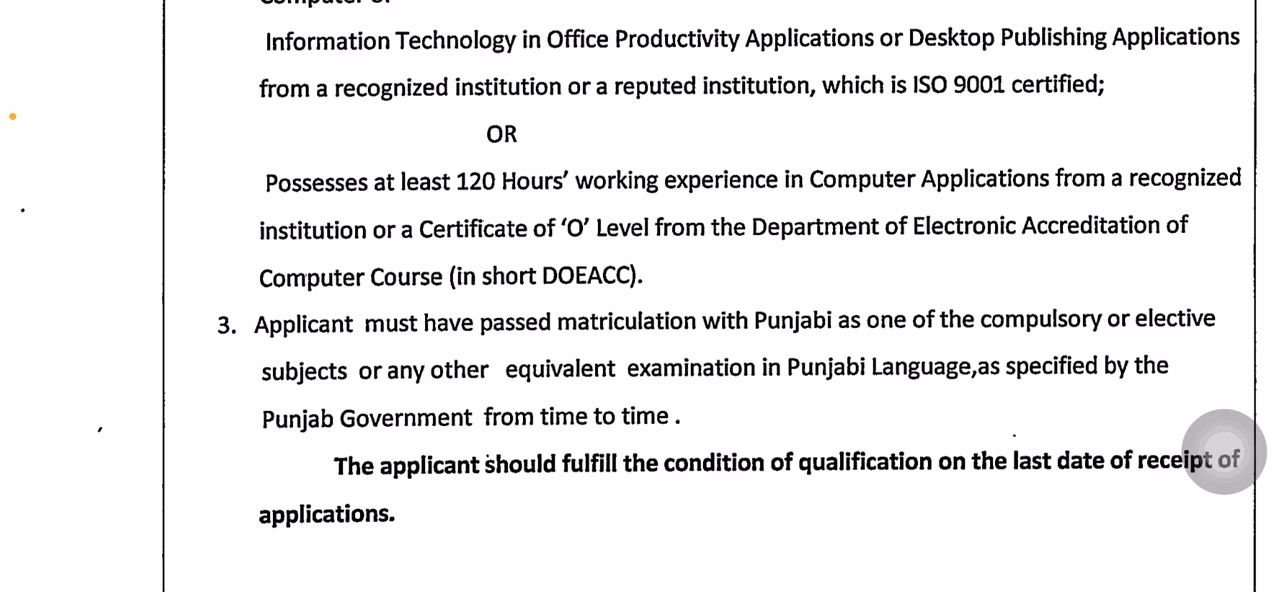 Information Technology in Office Productivity Applications or Desktop Publishing Applications
from a recognized institution or a reputed institution, which is ISO 9001 certified;
OR
Possesses at least 120 Hours’ working experience in Computer Applications from a recognized
institution or a Certificate of ‘O’ Level from the Department of Electronic Accreditation of
Computer Course (in short DOEACC).
3. Applicant must have passed matriculation with Punjabi as one of the compulsory or elective
subjects or any other equivalent examination in Punjabi Language,as specified by the
Punjab Government from time to time .
The applicant should fulfill the condition of qualification on the last date of receipt of
applications.